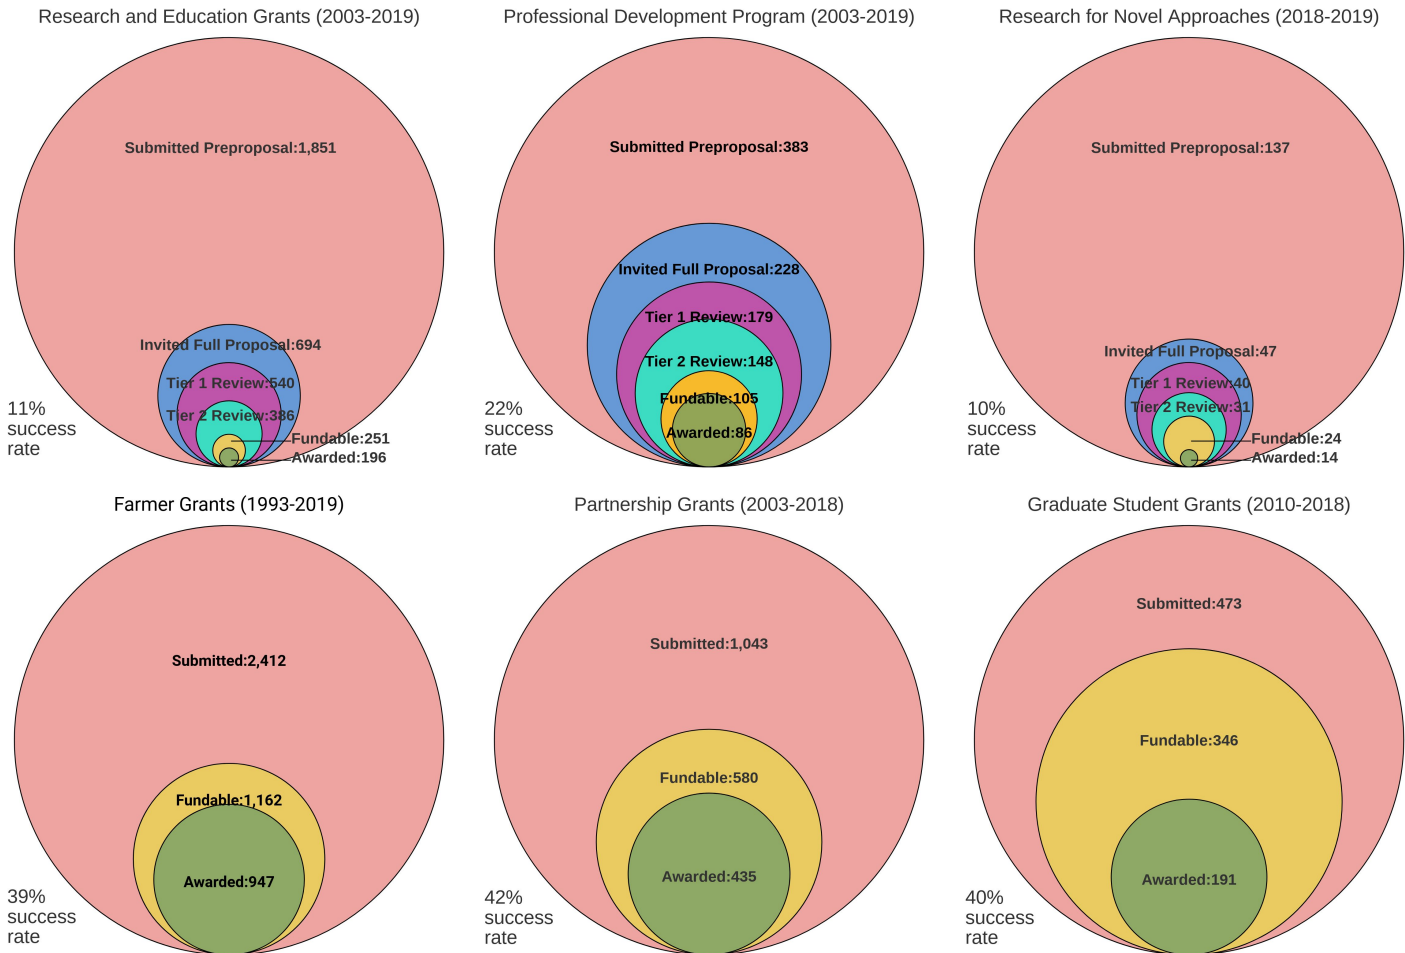 Research and Education Grants (2003-2019)
Submitted Preproposal:1,851
Invited Full Proposal:694
Tier 1 Review:540
Tier 2 Review:386
Fundable:251
Awarded:196
11%
success
rate
Professional Development Program (2003-2019)
Submitted Preproposal:383
Invited Full Proposal:228
Tier 1 Review:179
Tier 2 Review:148
Fundable:105
Awarded:86
22%
success
rate
Research for Novel Approaches (2018-2019)
Submitted Preproposal:137
Invited Full Proposal:47
Tier 1 Review:40
Tier 2 Review:31
Fundable:24
Awarded:14
10%
success
rate
Farmer Grants (1993-2019)
Submitted:2,412
Fundable:1,162
Awarded:947
39%
success
rate
Partnership Grants (2003-2018)
Submitted:1,043
Fundable:580
Awarded:435
42%
success
rate
Graduate Student Grants (2010-2018)
Submitted:473
Fundable:346
Awarded:191
40%
success
rate